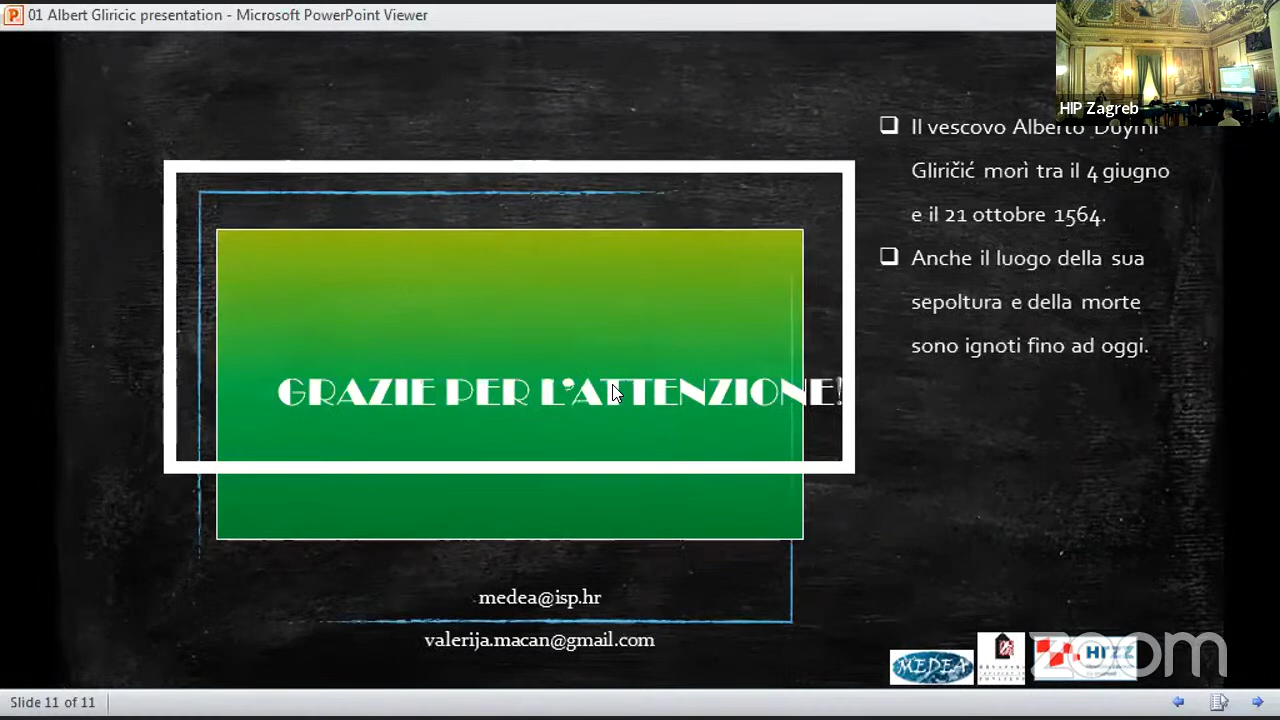 01 Albert Gliricic presentation - Microsoft PowerPoint Viewer
HIP Zagreb
Il vescovo Alberto Duymi
Gliričić morì tra il 4 giugno
e il 21 ottobre 1564.
Anche il luogo della sua
sepoltura e della morte
sono ignoti fino ad oggi.
GRAZIE PER L'ATTENZIONE!
medea@isp.hr
valerija.macan@gmail.com
MEDEA
HrZZ
zoom
Slide 11 of 11